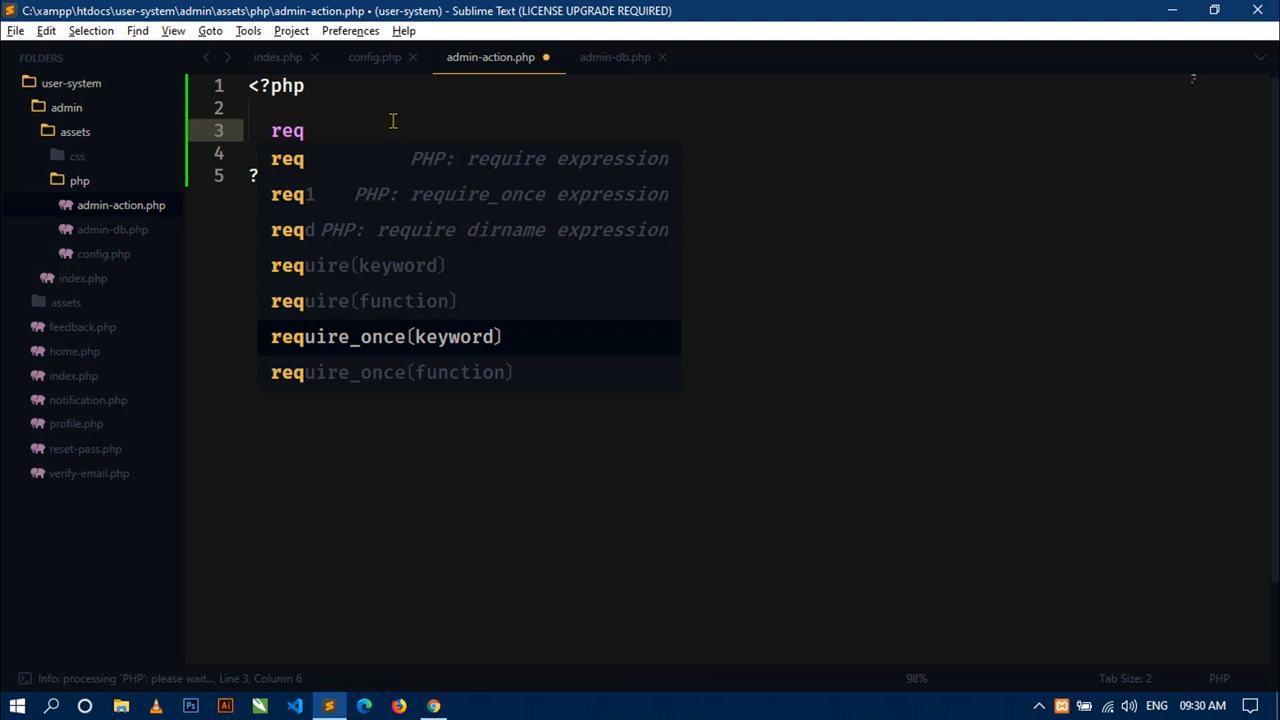 C:\xampp\htdocs\user-system\admin\assets\php\admin-action.php • (user-system) - Sublime Text (LICENSE UPGRADE REQUIRED)
File Edit Selection Find View Goto Tools Project Preferences Help
FOLDERS
user-system
admin
assets
css
php
admin-action.php
admin-db.php
config.php
index.php
assets
feedback.php
home.php
index.php
notification.php
profile.php
reset-pass.php
verify-email.php
index.php config.php admin-action.php admin-db.php
1 <?php
2
3 req
4
5 ?
req PHP: require expression
req1 PHP: require_once expression
reqd PHP: require dirname expression
require(keyword)
require(function)
require_once(keyword)
require_once(function)
Info: processing `PHP`: please wait..., Line 3, Column 6 98% Tab Size: 2 PHP
Ps Ai ENG 09:30 AM